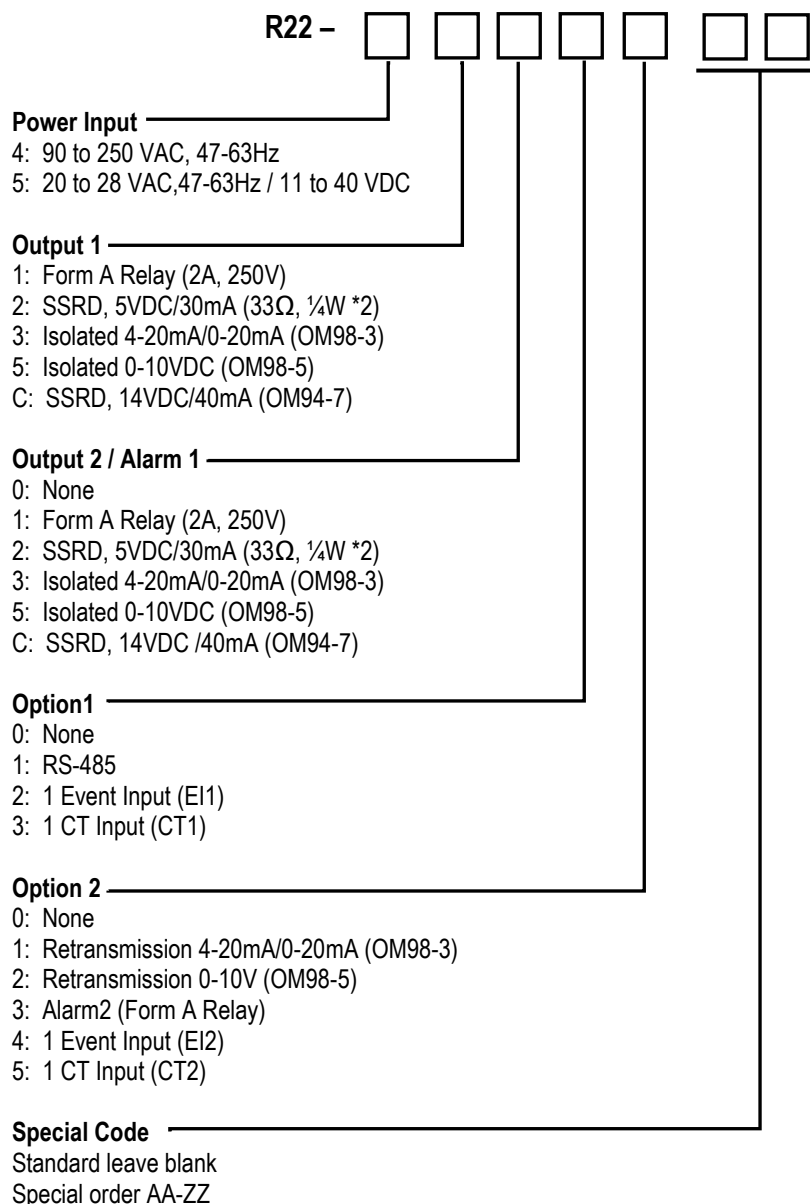 R22 –
Power Input
4: 90 to 250 VAC, 47-63Hz
5: 20 to 28 VAC,47-63Hz / 11 to 40 VDC
Output 1
1: Form A Relay (2A, 250V)
2: SSRD, 5VDC/30mA (33Ω, ¼W *2)
3: Isolated 4-20mA/0-20mA (OM98-3)
5: Isolated 0-10VDC (OM98-5)
C: SSRD, 14VDC/40mA (OM94-7)
Output 2 / Alarm 1
0: None
1: Form A Relay (2A, 250V)
2: SSRD, 5VDC/30mA (33Ω, ¼W *2)
3: Isolated 4-20mA/0-20mA (OM98-3)
5: Isolated 0-10VDC (OM98-5)
C: SSRD, 14VDC /40mA (OM94-7)
Option1
0: None
1: RS-485
2: 1 Event Input (EI1)
3: 1 CT Input (CT1)
Option 2
0: None
1: Retransmission 4-20mA/0-20mA (OM98-3)
2: Retransmission 0-10V (OM98-5)
3: Alarm2 (Form A Relay)
4: 1 Event Input (EI2)
5: 1 CT Input (CT2)
Special Code
Standard leave blank
Special order AA-ZZ